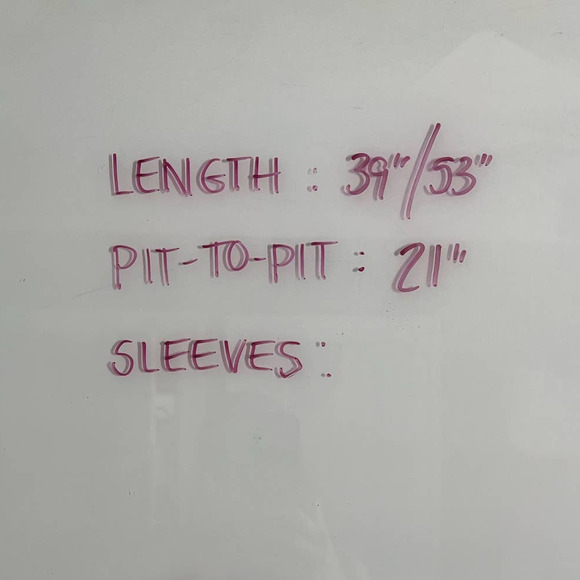 LENGTH : 39"/53"
PIT-TO-PIT : 21"
SLEEVES :